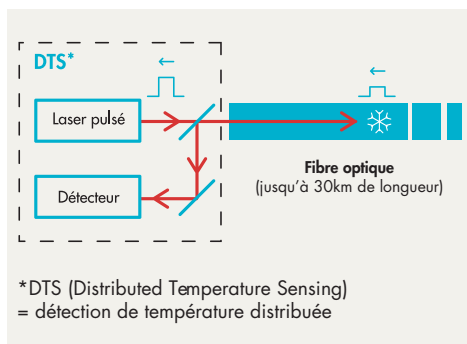 DTS*
Laser pulsé
Détecteur
Fibre optique
(jusqu'à 30km de longueur)
*DTS (Distributed Temperature Sensing)
= détection de température distribuée